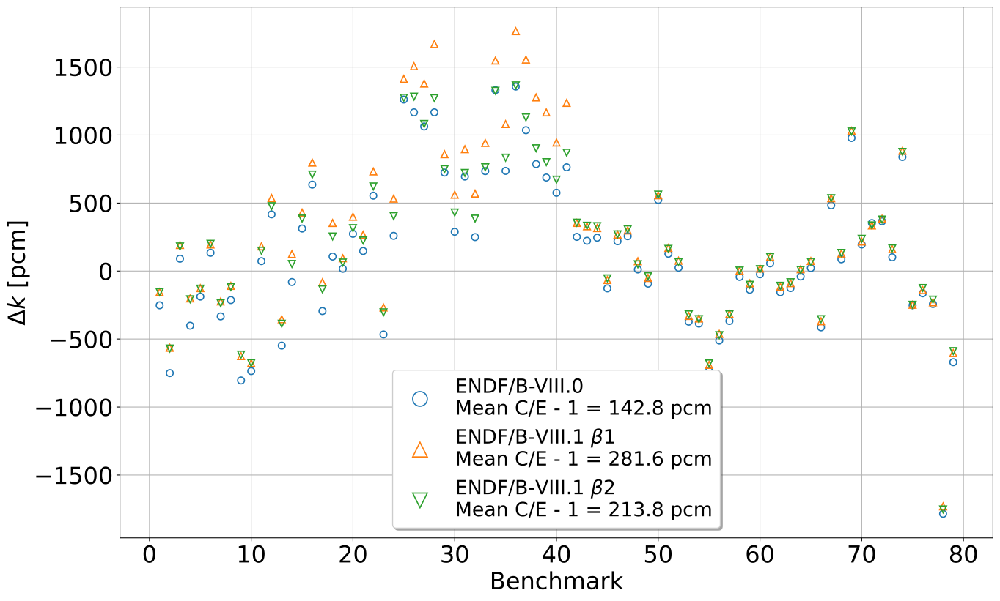 1500
1000
500
0
−500
−1000
−1500
Δk [pcm]
ENDF/B-VIII.0
Mean C/E - 1 = 142.8 pcm
ENDF/B-VIII.1 β1
Mean C/E - 1 = 281.6 pcm
ENDF/B-VIII.1 β2
Mean C/E - 1 = 213.8 pcm
0 10 20 30 40 50 60 70 80
Benchmark